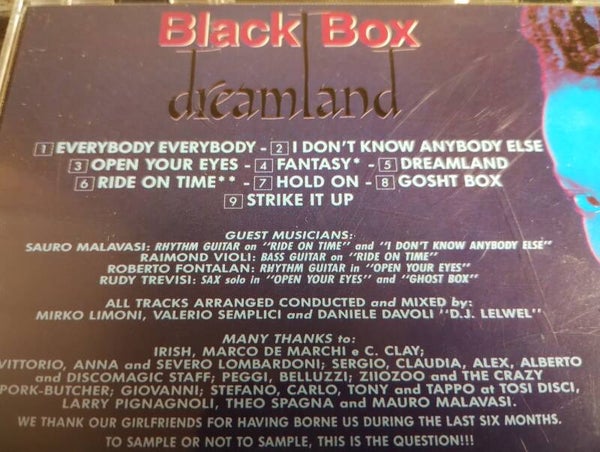 Black Box
dreamland
1 EVERYBODY EVERYBODY - 2 I DON'T KNOW ANYBODY ELSE
3 OPEN YOUR EYES - 4 FANTASY* - 5 DREAMLAND
6 RIDE ON TIME** - 7 HOLD ON - 8 GOSHT BOX
9 STRIKE IT UP
GUEST MUSICIANS:
SAURO MALAVASI: RHYTHM GUITAR on "RIDE ON TIME" and "I DON'T KNOW ANYBODY ELSE"
RAIMOND VIOLI: BASS GUITAR on "RIDE ON TIME"
ROBERTO FONTALAN: RHYTHM GUITAR in "OPEN YOUR EYES"
RUDY TREVISI: SAX solo in "OPEN YOUR EYES" and "GHOST BOX"
ALL TRACKS ARRANGED CONDUCTED and MIXED by:
MIRKO LIMONI, VALERIO SEMPLICI and DANIELE DAVOLI "D.J. LELWEL"
MANY THANKS to:
IRISH, MARCO DE MARCHI e C. CLAY;
VITTORIO, ANNA and SEVERO LOMBARDONI; SERGIO, CLAUDIA, ALEX, ALBERTO
and DISCOMAGIC STAFF; PEGGI, BELLUZZI; ZIIOZOO and THE CRAZY
PORK-BUTCHER; GIOVANNI; STEFANO, CARLO, TONY and TAPPO at TOSI DISCI,
LARRY PIGNAGNOLI, THEO SPAGNA and MAURO MALAVASI.
WE THANK OUR GIRLFRIENDS FOR HAVING BORNE US DURING THE LAST SIX MONTHS.
TO SAMPLE OR NOT TO SAMPLE, THIS IS THE QUESTION!!!